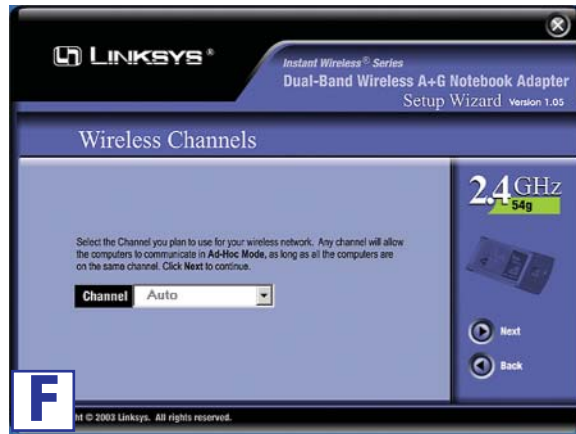 LINKSYS®
Instant Wireless® Series
Dual-Band Wireless A+G Notebook Adapter
Setup Wizard Version 1.05
Wireless Channels
2.4GHz
54g
Select the Channel you plan to use for your wireless network. Any channel will allow
the computers to communicate in Ad-Hoc Mode, as long as all the computers are
on the same channel. Click Next to continue.
Channel Auto
Next
Back
F
ht © 2003 Linksys. All rights reserved.